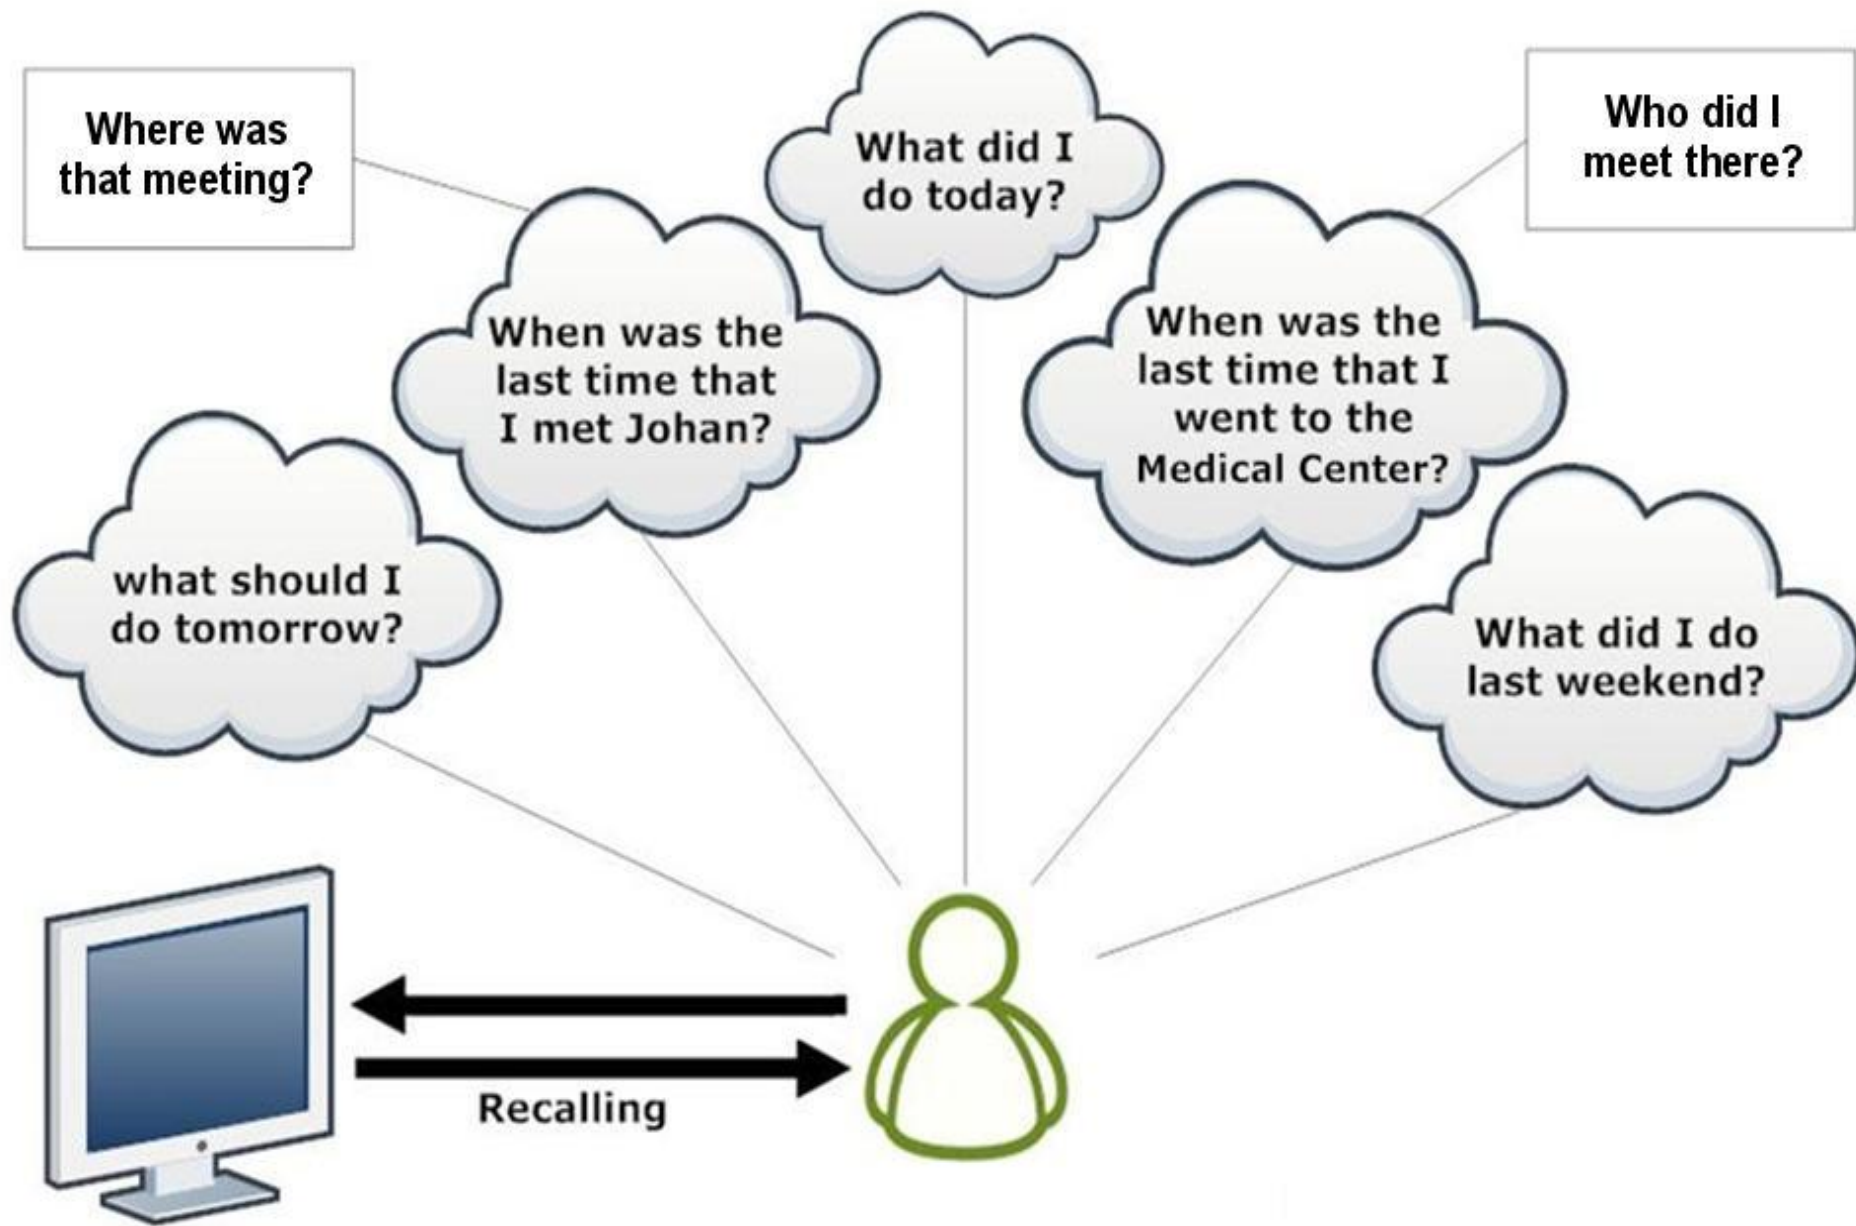 Where was
that meeting?
What did I
do today?
Who did I
meet there?
When was the
last time that
I met Johan?
When was the
last time that I
went to the
Medical Center?
what should I
do tomorrow?
What did I do
last weekend?
Recalling